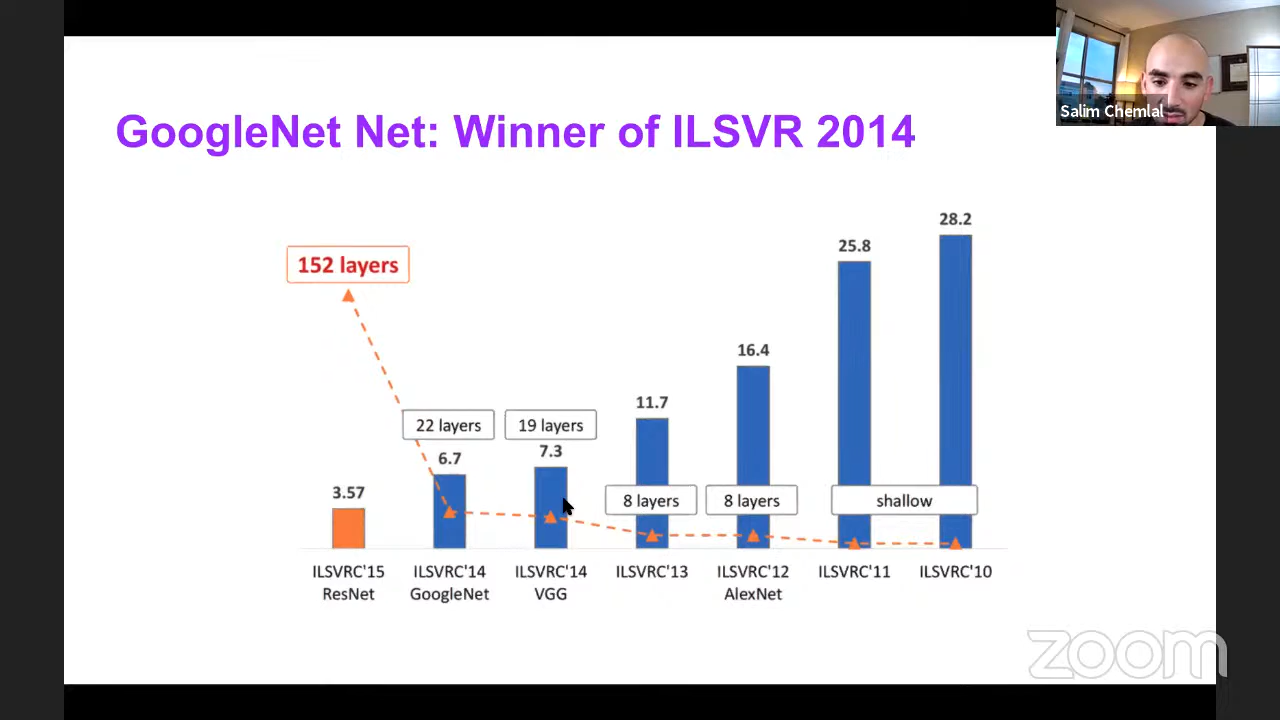 Salim Chemlal
GoogleNet Net: Winner of ILSVR 2014
28.2
25.8
152 layers
16.4
11.7
22 layers
19 layers
6.7
7.3
3.57
8 layers
8 layers
shallow
ILSVRC'15 ILSVRC'14 ILSVRC'14 ILSVRC'13 ILSVRC'12 ILSVRC'11 ILSVRC'10
ResNet GoogleNet VGG AlexNet
zoom